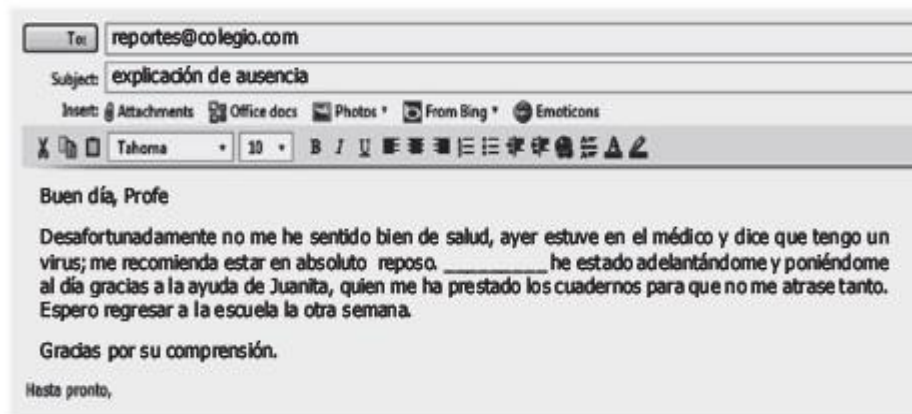 To: reportes@colegio.com
Subject: explicación de ausencia
Insert: Attachments Office docs Photos From Bing Emoticons
Tahoma 10 B I U A
Buen día, Profe
Desafortunadamente no me he sentido bien de salud, ayer estuve en el médico y dice que tengo un
virus; me recomienda estar en absoluto reposo. __________ he estado adelantándome y poniéndome
al día gracias a la ayuda de Juanita, quien me ha prestado los cuadernos para que no me atrase tanto.
Espero regresar a la escuela la otra semana.
Gracias por su comprensión.
Hasta pronto,